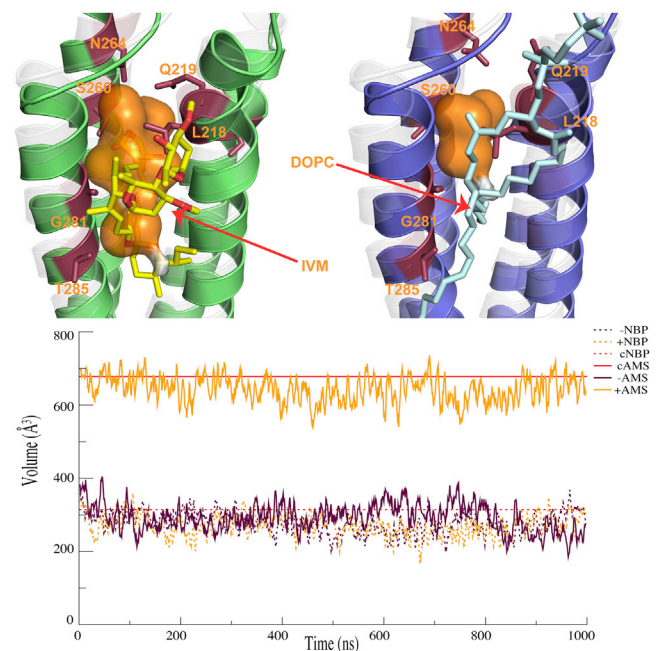 N264
S260
Q219
L218
G281
IVM
T285
N264
S260
Q219
L218
DOPC
G281
T285
800
600
400
200
0
Volume (Å³)
0
200
400
600
800
1000
Time (ns)
-NBP
+NBP
cNBP
cAMS
-AMS
+AMS